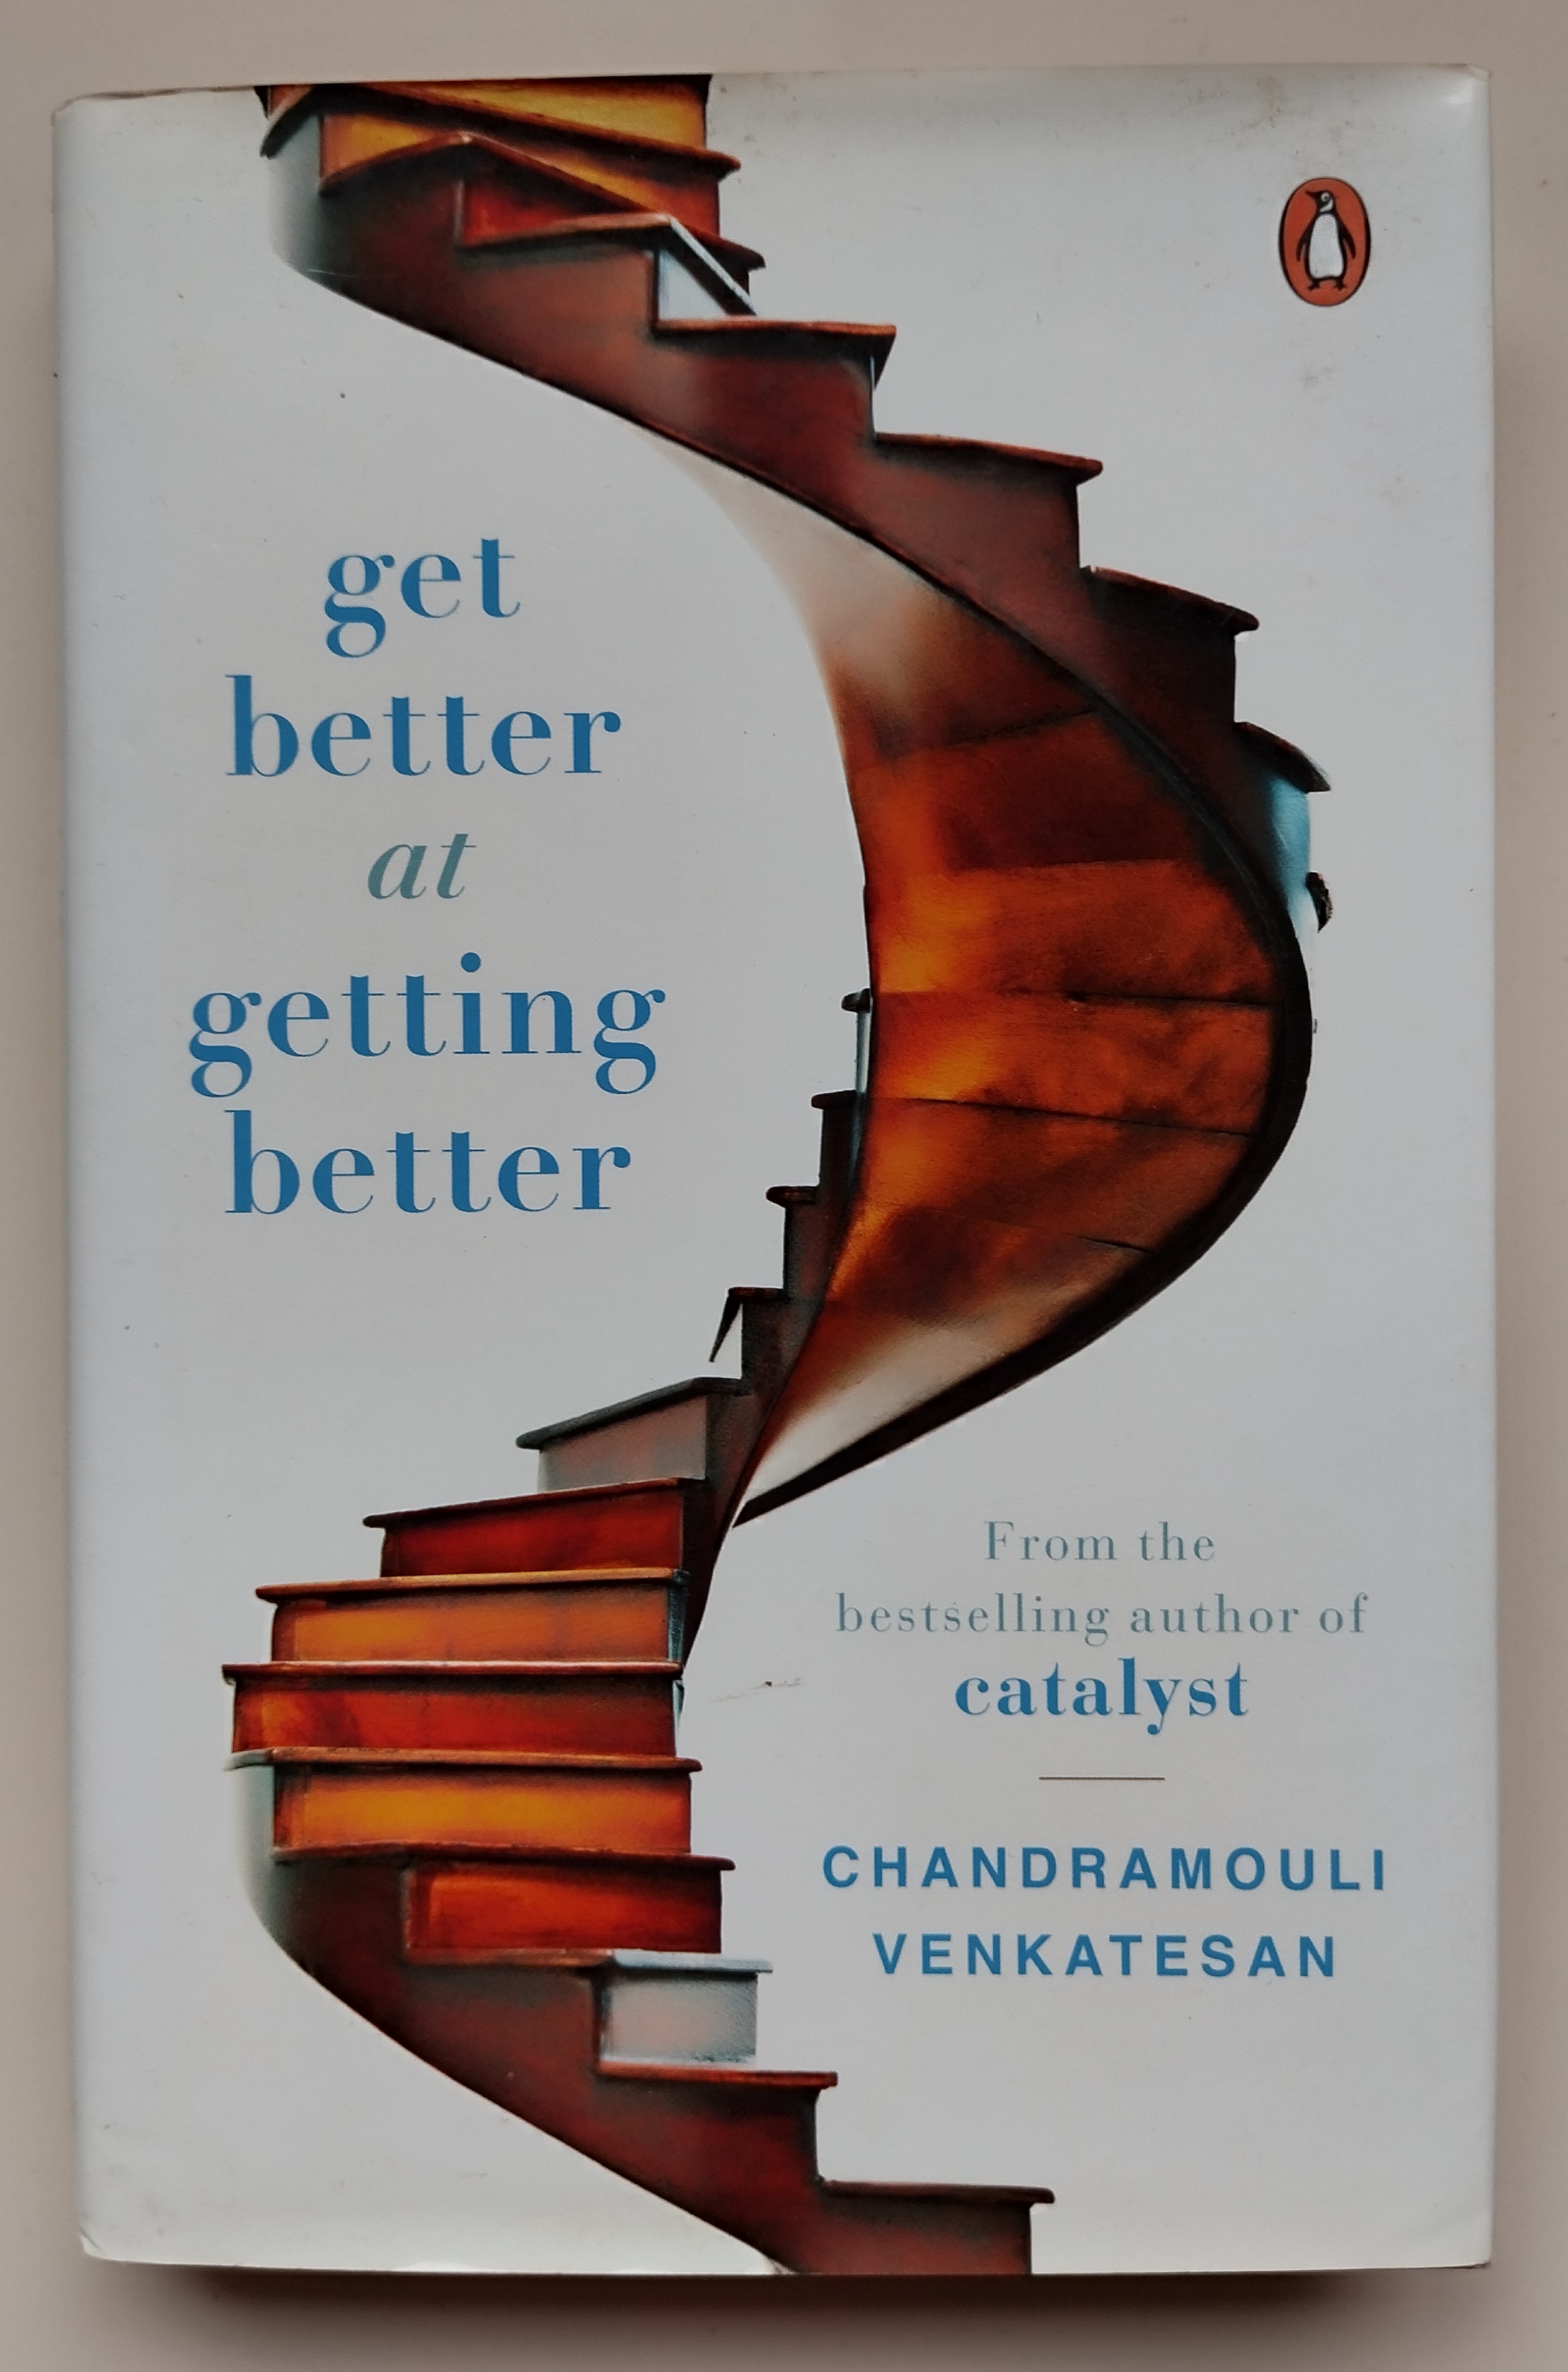 get
better
at
getting
better
From the
bestselling author of
catalyst
CHANDRAMOULI
VENKATESAN